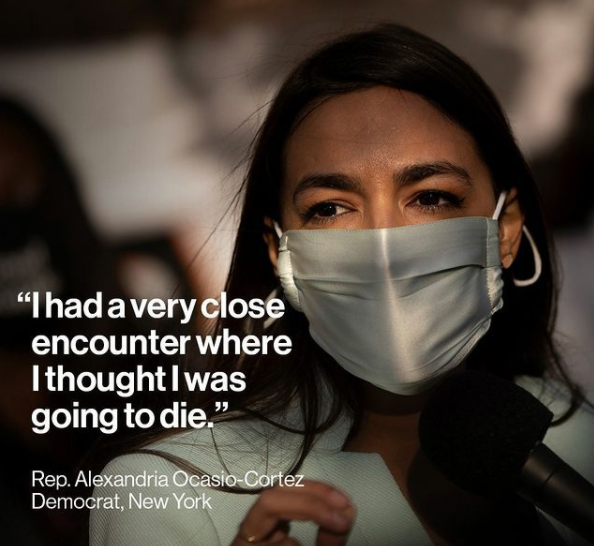 “I had a very close
encounter where
I thought I was
going to die.”
Rep. Alexandria Ocasio-Cortez
Democrat, New York